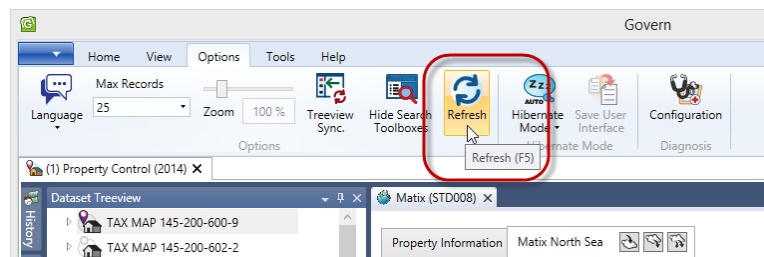 Govern
Home View Options Tools Help
Language
Max Records
25
Zoom 100 %
Treeview Sync.
Hide Search Toolboxes
Refresh
ZZZ AUTO
Hibernate Mode
Save User Interface
Configuration
Options
Hibernate Mode
Diagnosis
Refresh (F5)
(1) Property Control (2014)
History
Dataset Treeview
Matix (STD008)
TAX MAP 145-200-600-9
TAX MAP 145-200-602-2
Property Information Matix North Sea